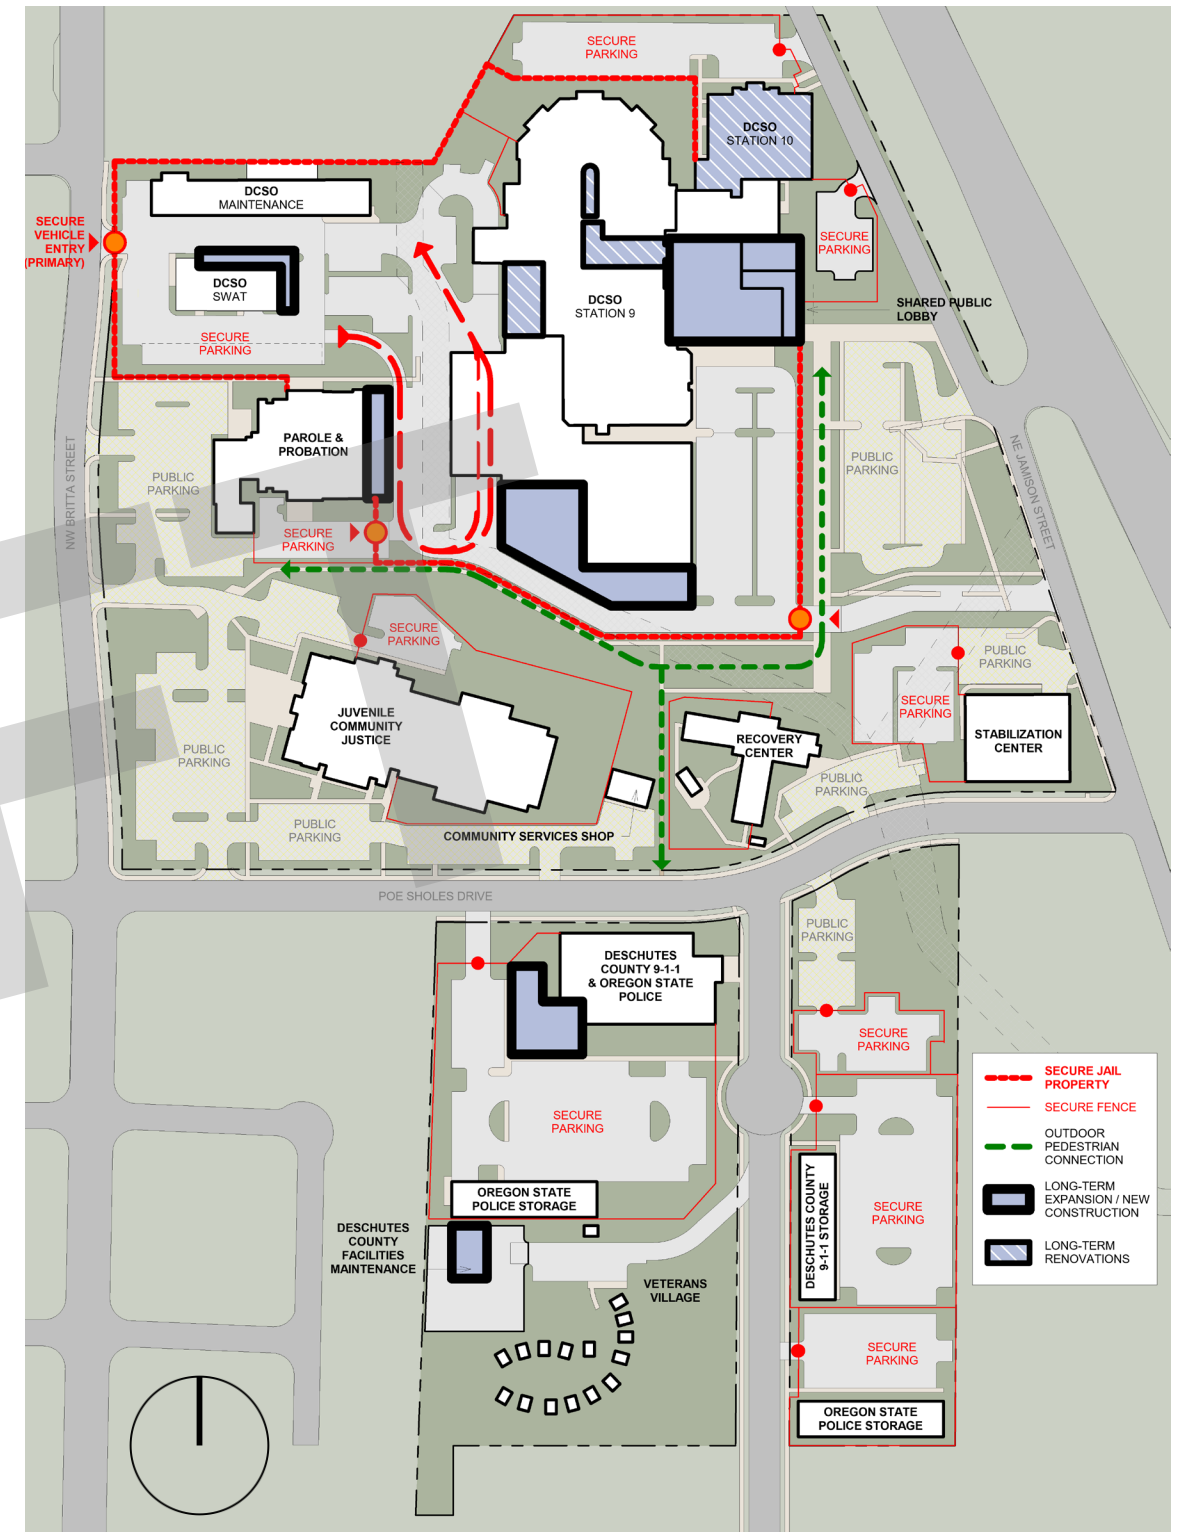 SECURE
PARKING
DCSO
STATION 10
DCSO
MAINTENANCE
SECURE
VEHICLE
ENTRY
(PRIMARY)
SECURE
PARKING
DCSO
SWAT
DCSO
STATION 9
SHARED PUBLIC
LOBBY
SECURE
PARKING
PARALE &
PROBATION
PUBLIC
PARKING
PUBLIC
PARKING
NW BRITTA STREET
NE JAMISON STREET
SECURE
PARKING
SECURE
PARKING
PUBLIC
PARKING
SECURE
PARKING
JUVENILE
COMMUNITY
JUSTICE
RECOVERY
CENTER
STABILIZATION
CENTER
PUBLIC
PARKING
PUBLIC
PARKING
PUBLIC
PARKING
COMMUNITY SERVICES SHOP
POE SHOLES DRIVE
PUBLIC
PARKING
DESCHUTES
COUNTY 9-1-1
& OREGON STATE
POLICE
SECURE
PARKING
SECURE JAIL
PROPERTY
SECURE FENCE
OUTDOOR
PEDESTRIAN
CONNECTION
LONG-TERM
EXPANSION / NEW
CONSTRUCTION
LONG-TERM
RENOVATIONS
SECURE
PARKING
OREGON STATE
POLICE STORAGE
DESCHUTES COUNTY
9-1-1 STORAGE
SECURE
PARKING
DESCHUTES
COUNTY
FACILITIES
MAINTENANCE
VETERANS
VILLAGE
SECURE
PARKING
OREGON STATE
POLICE STORAGE